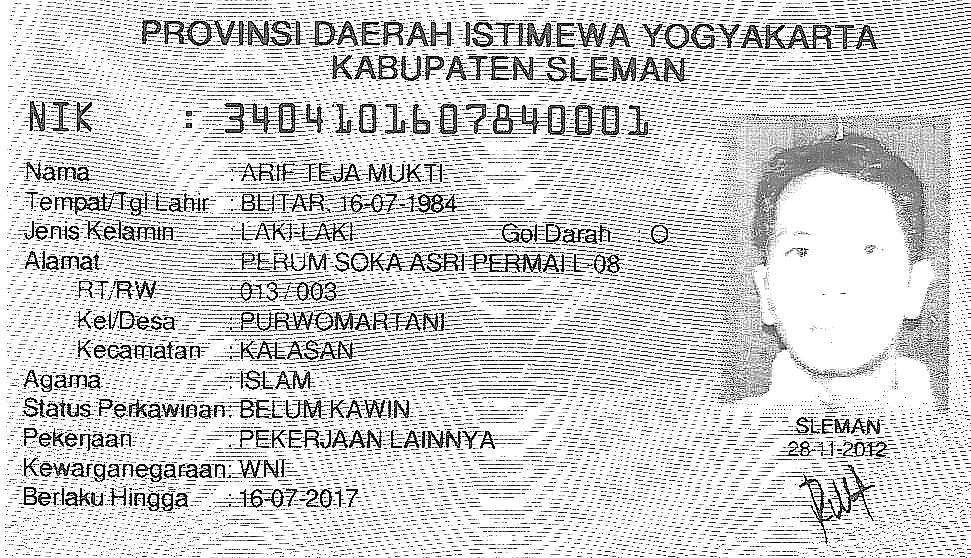 PROVINSI DAERAH ISTIMEWA YOGYAKARTA
KABUPATEN SLEMAN
NIK : 3404101607840001
Nama : ARIF TEJA MUKTI
Tempat/Tgl Lahir : BLITAR, 16-07-1984
Jenis Kelamin : LAKI-LAKI Gol Darah O
Alamat : PERUM SOKA ASRI PERMAI L-08
RT/RW : 013 / 003
Kel/Desa : PURWOMARTANI
Kecamatan : KALASAN
Agama : ISLAM
Status Perkawinan : BELUM KAWIN
Pekerjaan : PEKERJAAN LAINNYA
Kewarganegaraan : WNI
Berlaku Hingga : 16-07-2017
SLEMAN
28-11-2012